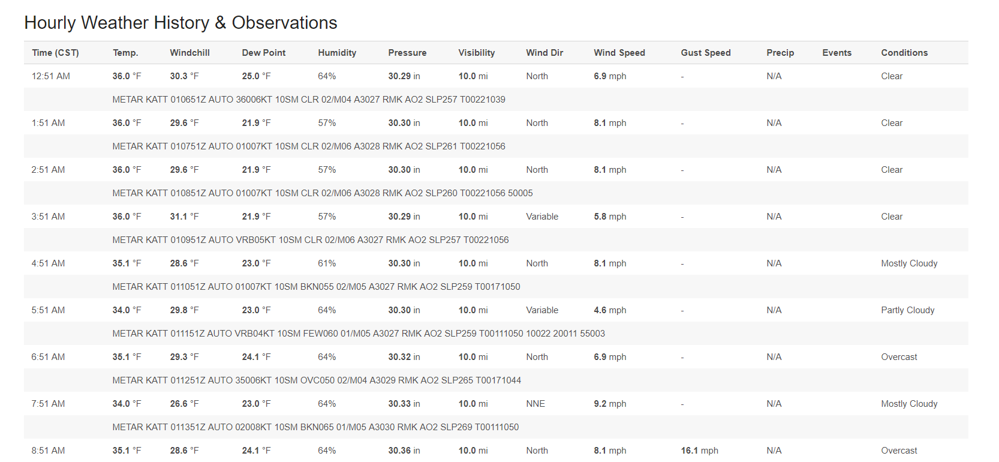 Hourly Weather History & Observations
Time (CST) Temp. Windchill Dew Point Humidity Pressure Visibility Wind Dir Wind Speed Gust Speed Precip Events Conditions
12:51 AM 36.0 °F 30.3 °F 25.0 °F 64% 30.29 in 10.0 mi North 6.9 mph - N/A Clear
METAR KATT 010651Z AUTO 36006KT 10SM CLR 02/M04 A3027 RMK AO2 SLP257 T00221039
1:51 AM 36.0 °F 29.6 °F 21.9 °F 57% 30.30 in 10.0 mi North 8.1 mph - N/A Clear
METAR KATT 010751Z AUTO 01007KT 10SM CLR 02/M06 A3028 RMK AO2 SLP261 T00221056
2:51 AM 36.0 °F 29.6 °F 21.9 °F 57% 30.30 in 10.0 mi North 8.1 mph - N/A Clear
METAR KATT 010851Z AUTO 01007KT 10SM CLR 02/M06 A3028 RMK AO2 SLP260 T00221056 50005
3:51 AM 36.0 °F 31.1 °F 21.9 °F 57% 30.29 in 10.0 mi Variable 5.8 mph - N/A Clear
METAR KATT 010951Z AUTO VRB05KT 10SM CLR 02/M06 A3027 RMK AO2 SLP257 T00221056
4:51 AM 35.1 °F 28.6 °F 23.0 °F 61% 30.30 in 10.0 mi North 8.1 mph - N/A Mostly Cloudy
METAR KATT 011051Z AUTO 01007KT 10SM BKN055 02/M05 A3027 RMK AO2 SLP259 T00171050
5:51 AM 34.0 °F 29.8 °F 23.0 °F 64% 30.30 in 10.0 mi Variable 4.6 mph - N/A Partly Cloudy
METAR KATT 011151Z AUTO VRB04KT 10SM FEW060 01/M05 A3027 RMK AO2 SLP259 T00111050 10022 20011 55003
6:51 AM 35.1 °F 29.3 °F 24.1 °F 64% 30.32 in 10.0 mi North 6.9 mph - N/A Overcast
METAR KATT 011251Z AUTO 35006KT 10SM OVC050 02/M04 A3029 RMK AO2 SLP265 T00171044
7:51 AM 34.0 °F 26.6 °F 23.0 °F 64% 30.33 in 10.0 mi NNE 9.2 mph - N/A Mostly Cloudy
METAR KATT 011351Z AUTO 02008KT 10SM BKN065 01/M05 A3030 RMK AO2 SLP269 T00111050
8:51 AM 35.1 °F 28.6 °F 24.1 °F 64% 30.36 in 10.0 mi North 8.1 mph 16.1 mph N/A Overcast